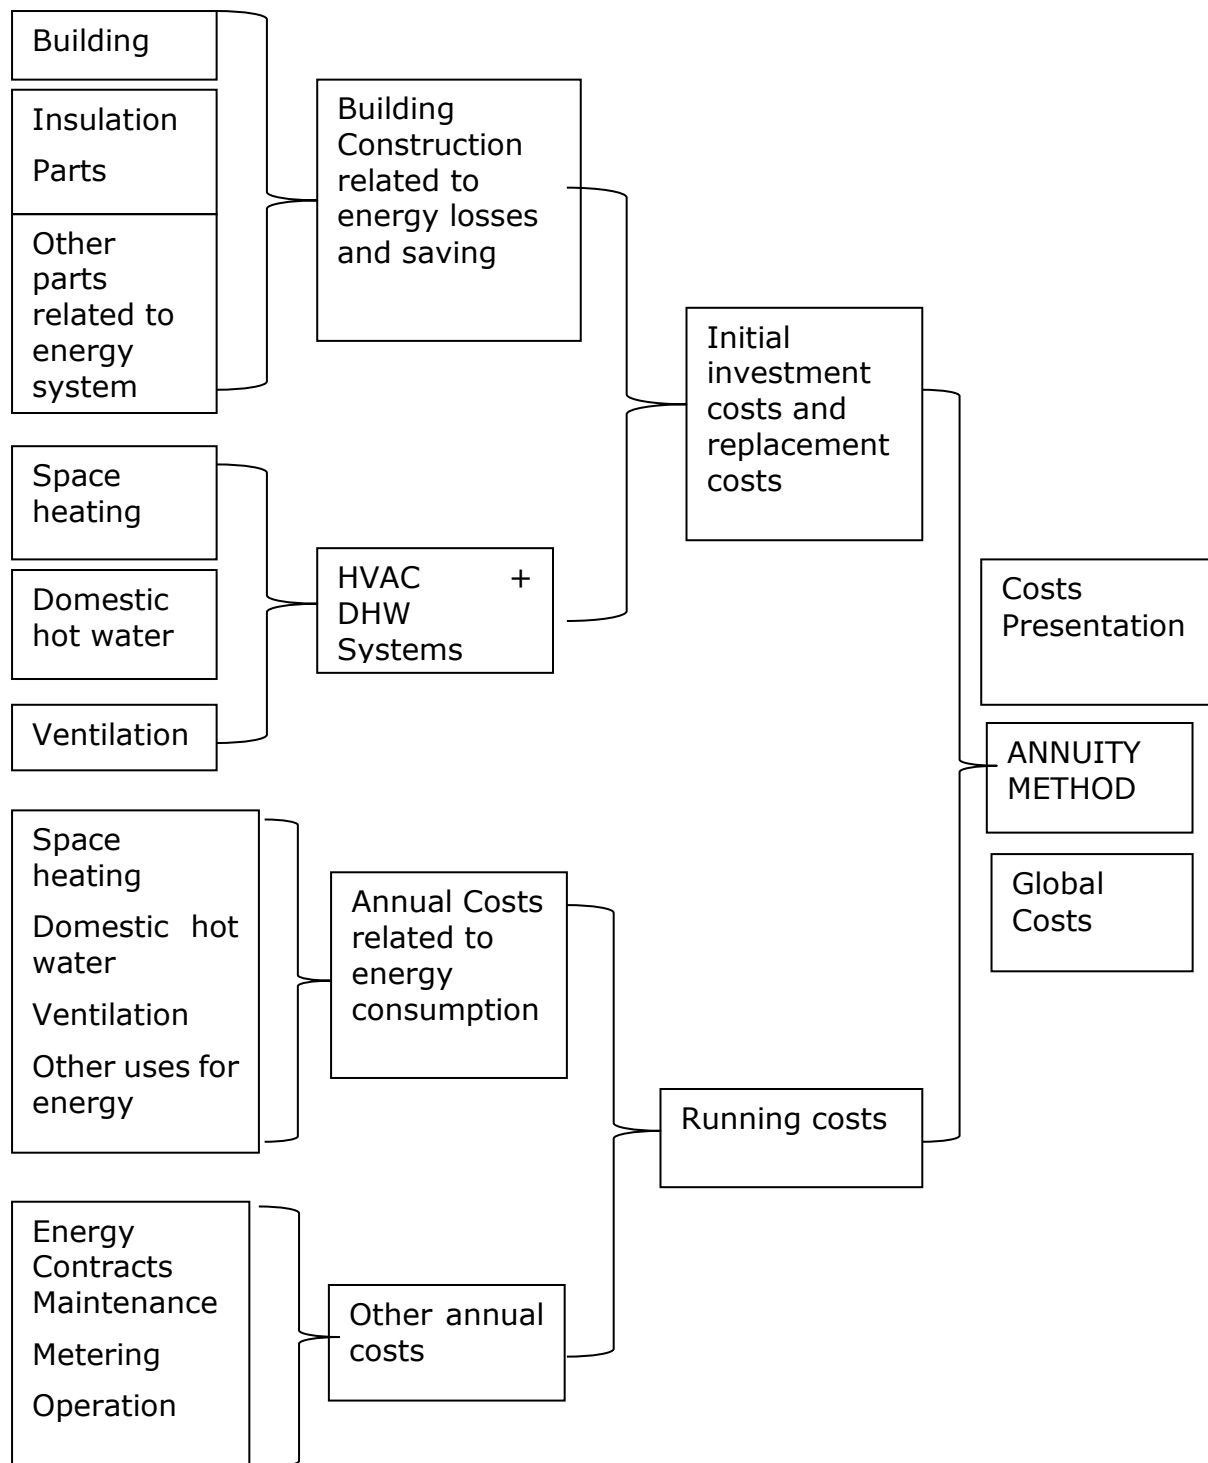 Building
Insulation
Parts
Other
parts
related to
energy
system
Building
Construction
related to
energy losses
and saving
Space
heating
Domestic
hot water
Ventilation
HVAC +
DHW
Systems
Initial
investment
costs and
replacement
costs
Space
heating
Domestic hot
water
Ventilation
Other uses for
energy
Annual Costs
related to
energy
consumption
Energy
Contracts
Maintenance
Metering
Operation
Other annual
costs
Running costs
Costs
Presentation
ANNUITY
METHOD
Global
Costs